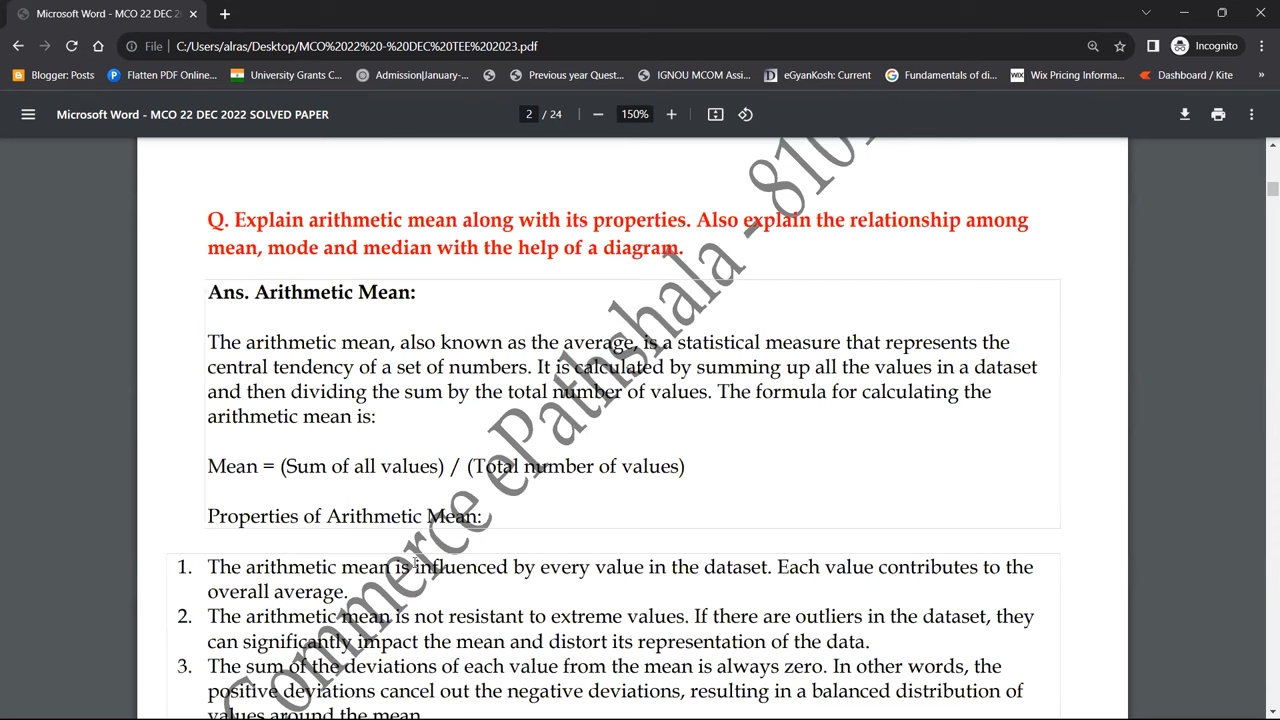 Microsoft Word - MCO 22 DEC 2
File
C:/Users/alras/Desktop/MCO%2022%20-%20DEC%20TEE%202023.pdf
Incognito
Blogger: Posts
Flatten PDF Online...
University Grants C...
Admission|January-...
Previous year Quest...
IGNOU MCOM Assi...
eGyanKosh: Current
Fundamentals of di...
Wix Pricing Informa...
Dashboard / Kite
»
Microsoft Word - MCO 22 DEC 2022 SOLVED PAPER
2 / 24
150%
Q. Explain arithmetic mean along with its properties. Also explain the relationship among
mean, mode and median with the help of a diagram.
Ans. Arithmetic Mean:
The arithmetic mean, also known as the average, is a statistical measure that represents the
central tendency of a set of numbers. It is calculated by summing up all the values in a dataset
and then dividing the sum by the total number of values. The formula for calculating the
arithmetic mean is:
Mean = (Sum of all values) / (Total number of values)
Properties of Arithmetic Mean:
1. The arithmetic mean is influenced by every value in the dataset. Each value contributes to the
overall average.
2. The arithmetic mean is not resistant to extreme values. If there are outliers in the dataset, they
can significantly impact the mean and distort its representation of the data.
3. The sum of the deviations of each value from the mean is always zero. In other words, the
positive deviations cancel out the negative deviations, resulting in a balanced distribution of
values around the mean.
Commerce ePathshala -